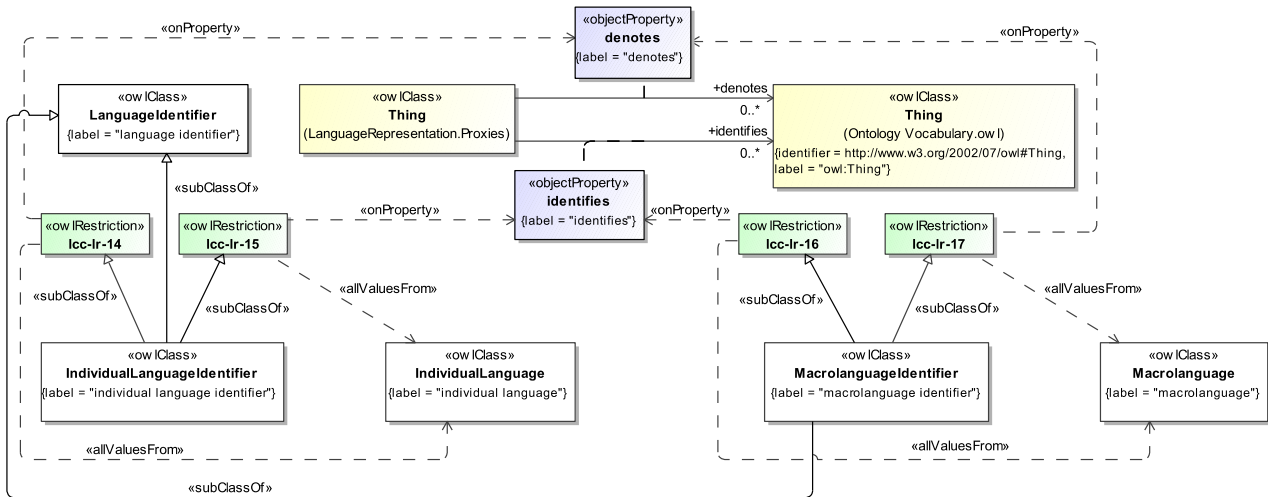 «objectProperty»
denotes
{label = "denotes"}
«onProperty»
«onProperty»
«owlClass»
LanguageIdentifier
{label = "language identifier"}
«owlClass»
Thing
(LanguageRepresentation.Proxies)
+denotes
0..*
+identifies
0..*
«owlClass»
Thing
(Ontology Vocabulary.owl)
{identifier = http://www.w3.org/2002/07/owl#Thing,
label = "owl:Thing"}
«subClassOf»
«objectProperty»
identifies
{label = "identifies"}
«onProperty»
«onProperty»
«owlRestriction»
lcc-lr-14
«owlRestriction»
lcc-lr-15
«owlRestriction»
lcc-lr-16
«owlRestriction»
lcc-lr-17
«subClassOf»
«subClassOf»
«allValuesFrom»
«subClassOf»
«subClassOf»
«allValuesFrom»
«owlClass»
IndividualLanguageIdentifier
{label = "individual language identifier"}
«owlClass»
IndividualLanguage
{label = "individual language"}
«owlClass»
MacrolanguageIdentifier
{label = "macrolanguage identifier"}
«owlClass»
Macrolanguage
{label = "macrolanguage"}
«allValuesFrom»
«allValuesFrom»
«subClassOf»